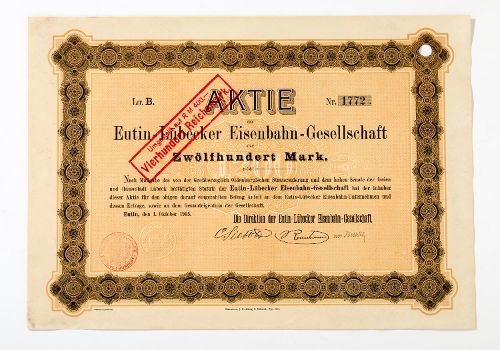 Lit. B.
AKTIE
Nr. 1772
der
Eutin-Lübecker Eisenbahn-Gesellschaft
über
Zwölfhundert Mark.
Umgestellt auf R M 400,—
Vierhundert Reichsmark
Nach Massgabe des von der Grossherzoglich Oldenburgischen Staatsregierung und dem hohen Senate der freien
und Hansestadt Lübeck bestätigten Statuts der Eutin-Lübecker Eisenbahn-Gesellschaft hat der Inhaber
dieser Aktie für den obigen darauf eingezahlten Betrag Anteil an dem Eutin-Lübecker Eisenbahn-Unternehmen und
dessen Ertrage, sowie an dem Gesamteigentum der Gesellschaft.
Eutin, den 1. Oktober 1905.
Die Direktion der Eutin-Lübecker Eisenbahn-Gesellschaft.